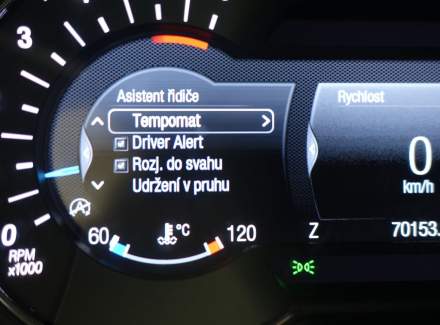 3
Asistent řidiče
Tempomat
Driver Alert
Rozj. do svahu
Udržení v pruhu
Rychlost
0
km/h
60 °C 120
Z 70153.
0
RPM
x1000